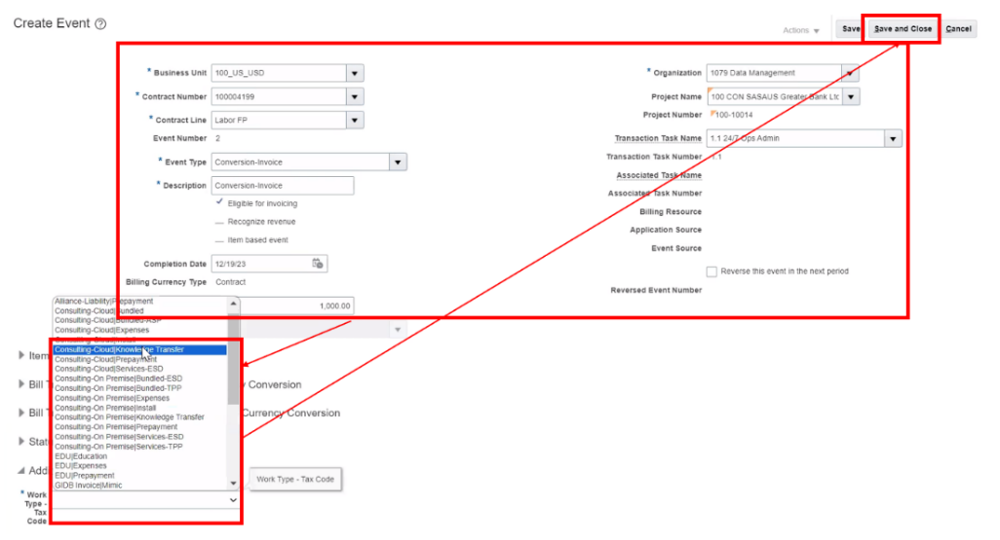 Create Event
Actions
Save
Save and Close
Cancel
* Business Unit 100_US_USD
* Contract Number 100004199
* Contract Line Labor FP
Event Number 2
* Event Type Conversion-Invoice
* Description Conversion-Invoice
Eligible for invoicing
Recognize revenue
Item based event
Completion Date 12/19/23
Billing Currency Type Contract
1,000.00
* Organization 1079 Data Management
Project Name 100 CON SASAUS Greater Bank Ltc
Project Number 100-10014
Transaction Task Name 1.1 24/7 Ops Admin
Transaction Task Number 1.1
Associated Task Name
Associated Task Number
Billing Resource
Application Source
Event Source
Reverse this event in the next period
Reversed Event Number
Alliance-Liability|Prepayment
Consulting-Cloud|Bundled
Consulting-Cloud|Bundled-ASP
Consulting-Cloud|Expenses
Consulting-Cloud|Install
Consulting-Cloud|Knowledge Transfer
Consulting-Cloud|Prepayment
Consulting-Cloud|Services-ESD
Consulting-On Premise|Bundled-ESD
Consulting-On Premise|Bundled-TPP
Consulting-On Premise|Expenses
Consulting-On Premise|Install
Consulting-On Premise|Knowledge Transfer
Consulting-On Premise|Prepayment
Consulting-On Premise|Services-ESD
Consulting-On Premise|Services-TPP
EDU|Education
EDU|Expenses
EDU|Prepayment
GIDB Invoice|Mimic
Item
Bill T y Conversion
Bill T Currency Conversion
Statu
Addi
Work Type - Tax Code
* Work
Type -
Tax
Code